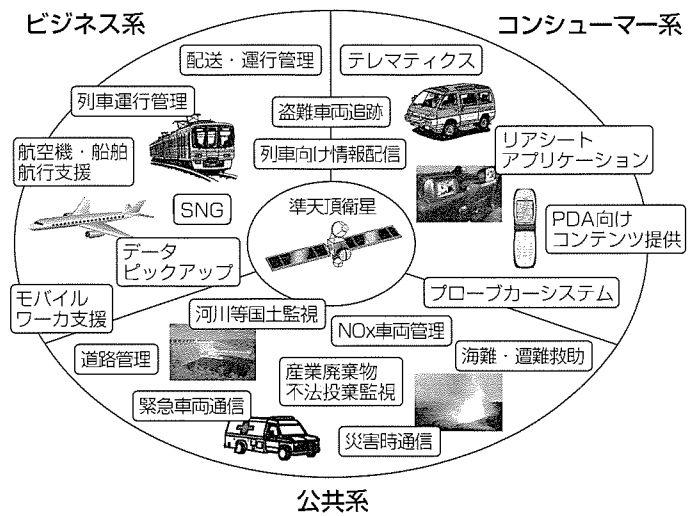 ビジネス系
コンシューマー系
配送・運行管理
テレマティクス
列車運行管理
盗難車両追跡
航空機・船舶
航行支援
列車向け情報配信
リアシート
アプリケーション
SNG
準天頂衛星
PDA向け
コンテンツ提供
データ
ピックアップ
モバイル
ワーカ支援
プローブカーシステム
河川等国土監視
NOx車両管理
道路管理
海難・遭難救助
産業廃棄物
不法投棄監視
緊急車両通信
災害時通信
公共系